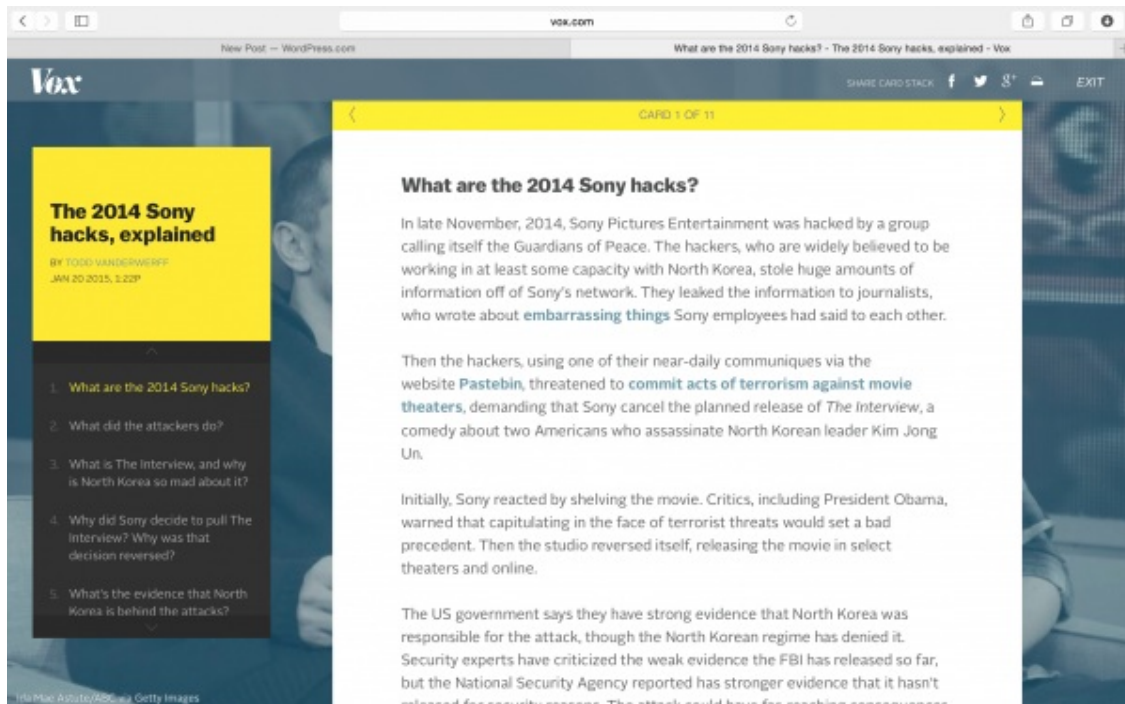 vox.com
New Post — WordPress.com
What are the 2014 Sony hacks? - The 2014 Sony hacks, explained - Vox
Vox
SHARE CARD STACK
EXIT
CARD 1 OF 11
The 2014 Sony
hacks, explained
BY TODD VANDERWERFF
JAN 20 2015, 1:22P
1. What are the 2014 Sony hacks?
2. What did the attackers do?
3. What is The Interview, and why
is North Korea so mad about it?
4. Why did Sony decide to pull The
Interview? Why was that
decision reversed?
5. What's the evidence that North
Korea is behind the attacks?
What are the 2014 Sony hacks?
In late November, 2014, Sony Pictures Entertainment was hacked by a group
calling itself the Guardians of Peace. The hackers, who are widely believed to be
working in at least some capacity with North Korea, stole huge amounts of
information off of Sony's network. They leaked the information to journalists,
who wrote about embarrassing things Sony employees had said to each other.
Then the hackers, using one of their near-daily communiques via the
website Pastebin, threatened to commit acts of terrorism against movie
theaters, demanding that Sony cancel the planned release of The Interview, a
comedy about two Americans who assassinate North Korean leader Kim Jong
Un.
Initially, Sony reacted by shelving the movie. Critics, including President Obama,
warned that capitulating in the face of terrorist threats would set a bad
precedent. Then the studio reversed itself, releasing the movie in select
theaters and online.
The US government says they have strong evidence that North Korea was
responsible for the attack, though the North Korean regime has denied it.
Security experts have criticized the weak evidence the FBI has released so far,
but the National Security Agency reported has stronger evidence that it hasn't
Ida Mae Astute/ABC via Getty Images